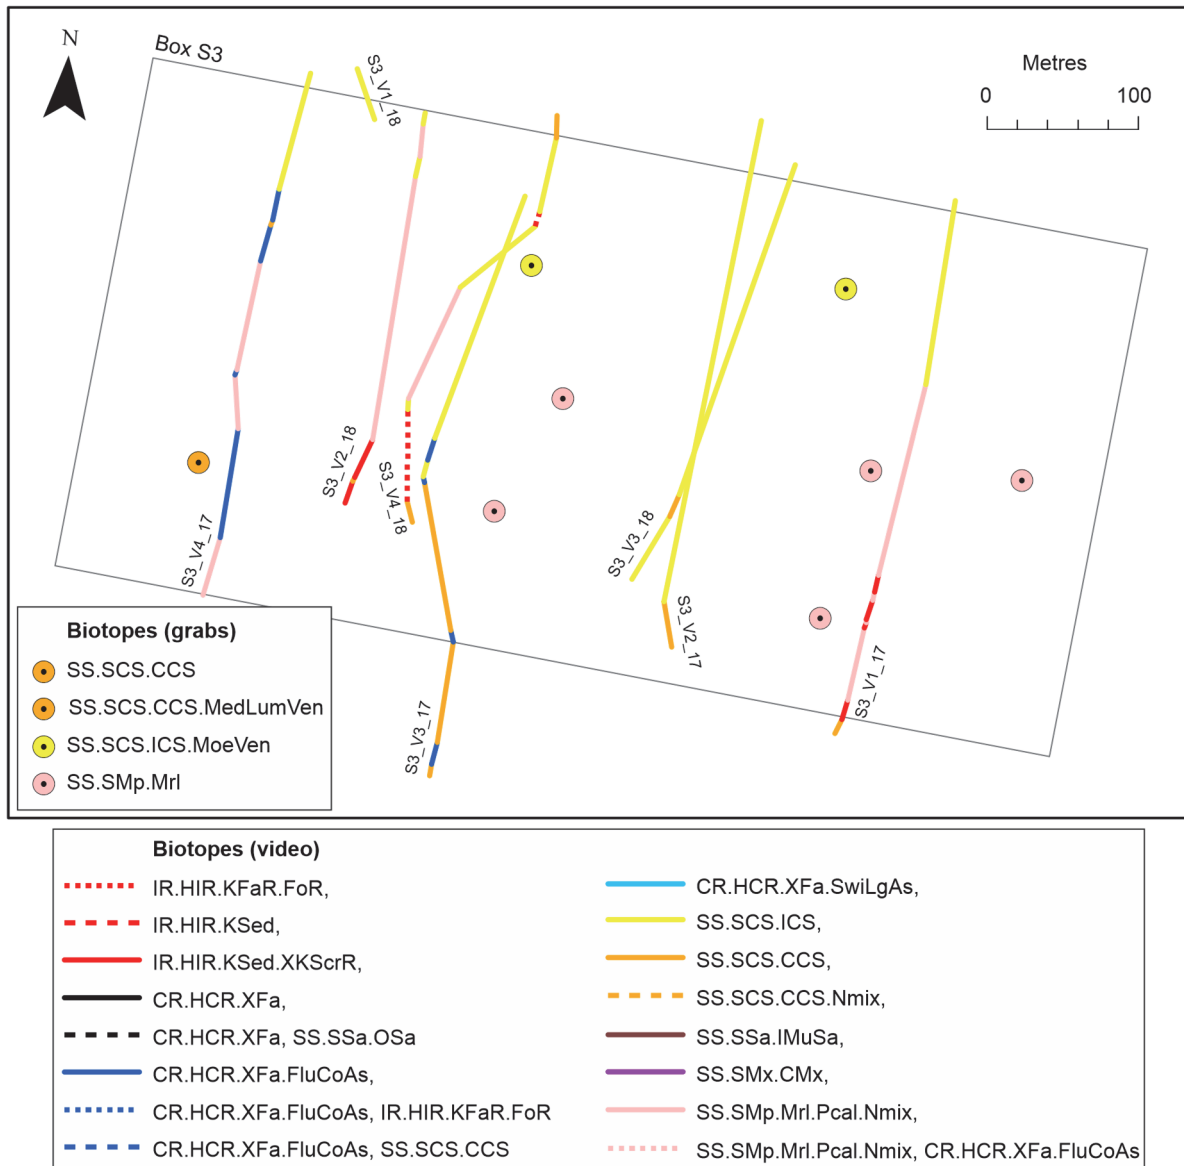 N
Box S3
S3_V1_18
Metres
0 100
S3_V2_18
S3_V4_18
S3_V4_17
S3_V3_18
S3_V2_17
S3_V1_17
S3_V3_17
Biotopes (grabs)
SS.SCS.CCS
SS.SCS.CCS.MedLumVen
SS.SCS.ICS.MoeVen
SS.SMp.Mrl
Biotopes (video)
IR.HIR.KFaR.FoR,
IR.HIR.KSed,
IR.HIR.KSed.XKScrR,
CR.HCR.XFa,
CR.HCR.XFa, SS.SSa.OSa
CR.HCR.XFa.FluCoAs,
CR.HCR.XFa.FluCoAs, IR.HIR.KFaR.FoR
CR.HCR.XFa.FluCoAs, SS.SCS.CCS
CR.HCR.XFa.SwiLgAs,
SS.SCS.ICS,
SS.SCS.CCS,
SS.SCS.CCS.Nmix,
SS.SSa.IMuSa,
SS.SMx.CMx,
SS.SMp.Mrl.Pcal.Nmix,
SS.SMp.Mrl.Pcal.Nmix, CR.HCR.XFa.FluCoAs